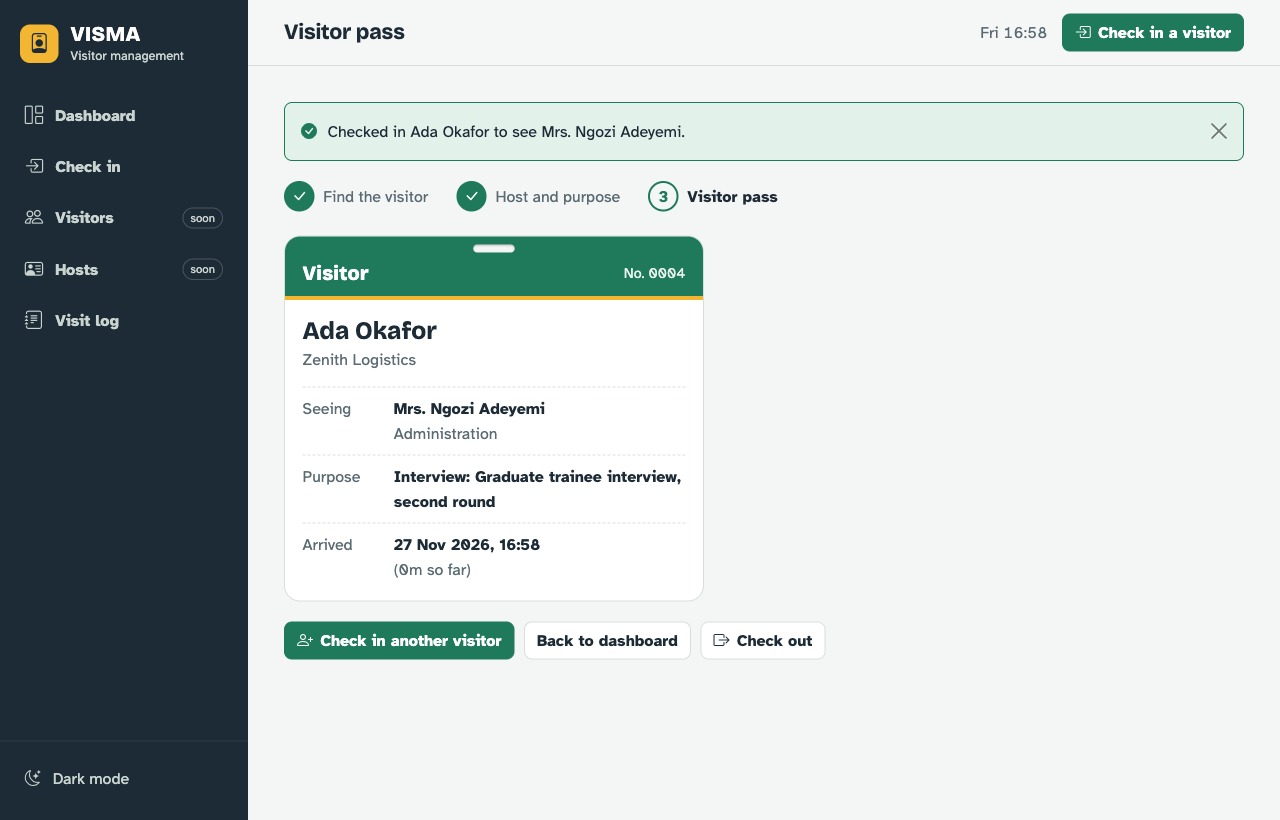 VISMA
Visitor management
Dashboard
Check in
Visitors soon
Hosts soon
Visit log
Dark mode
Visitor pass
Fri 16:58
Check in a visitor
Checked in Ada Okafor to see Mrs. Ngozi Adeyemi.
Find the visitor
Host and purpose
3 Visitor pass
Visitor No. 0004
Ada Okafor
Zenith Logistics
Seeing Mrs. Ngozi Adeyemi
Administration
Purpose Interview: Graduate trainee interview,
second round
Arrived 27 Nov 2026, 16:58
(0m so far)
Check in another visitor
Back to dashboard
Check out